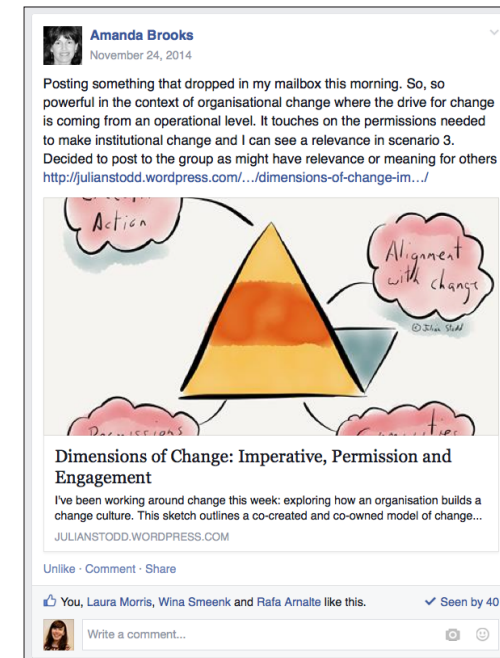 Amanda Brooks
November 24, 2014
Posting something that dropped in my mailbox this morning. So, so
powerful in the context of organisational change where the drive for change
is coming from an operational level. It touches on the permissions needed
to make institutional change and I can see a relevance in scenario 3.
Decided to post to the group as might have relevance or meaning for others
http://julianstodd.wordpress.com/.../dimensions-of-change-im.../
Action
Alignment
with change
© Julian Stodd
Permissions
Dimensions of Change: Imperative, Permission and
Engagement
I've been working around change this week: exploring how an organisation builds a
change culture. This sketch outlines a co-created and co-owned model of change...
JULIANSTODD.WORDPRESS.COM
Unlike · Comment · Share
You, Laura Morris, Wina Smeenk and Rafa Arnalte like this.
Seen by 40
Write a comment...